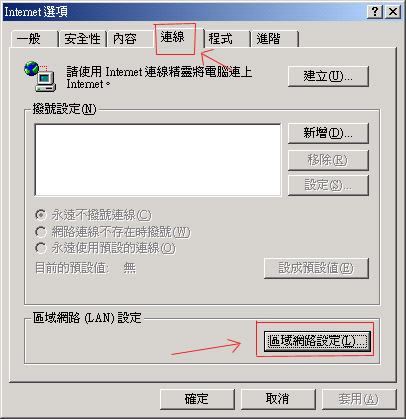 Internet 選項
一般 安全性 內容 連線 程式 進階
請使用 Internet 連線精靈將電腦連上
Internet。
建立(U)...
撥號設定(N)
新增(D)...
移除(R)
設定(S)...
永遠不撥號連線(C)
網路連線不存在時撥號(W)
永遠使用預設的連線(O)
目前的預設值: 無
設成預設值(E)
區域網路 (LAN) 設定
區域網路設定(L)...
確定 取消 套用(A)